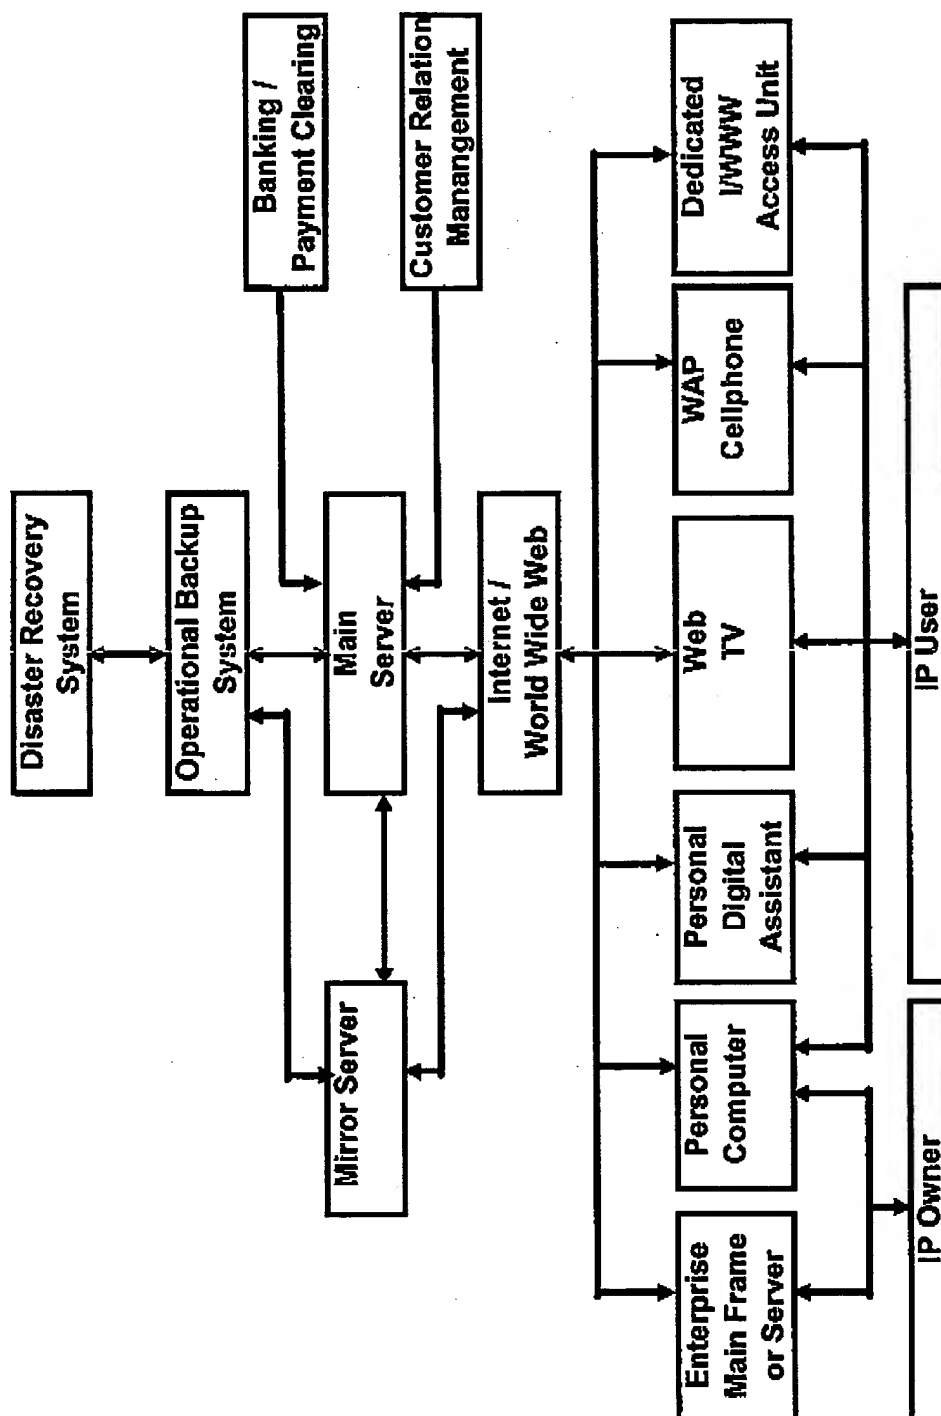 Disaster Recovery
System
Operational Backup
System
Banking /
Payment Clearing
Mirror Server
Main
Server
Customer Relation
Manangement
Internet /
World Wide Web
Enterprise
Main Frame
or Server
Personal
Computer
Personal
Digital
Assistant
Web
TV
WAP
Cellphone
Dedicated
I/WWW
Access Unit
IP Owner
IP User